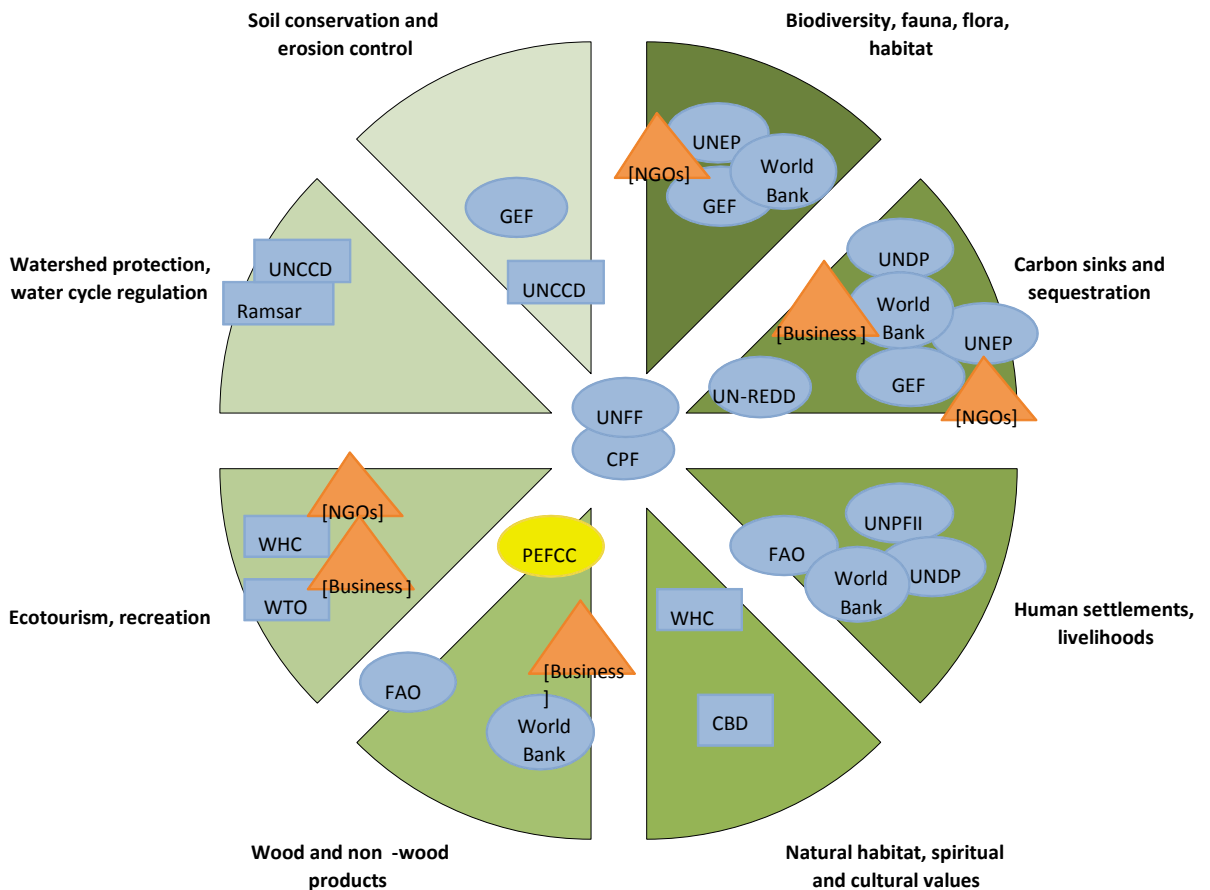 Soil conservation and
erosion control
Biodiversity, fauna, flora,
habitat
UNEP
[NGOs]
World
Bank
GEF
GEF
UNCCD
Watershed protection,
water cycle regulation
UNCCD
Ramsar
Carbon sinks and
sequestration
UNDP
[Business ]
World
Bank
UNEP
GEF
UN-REDD
[NGOs]
UNFF
CPF
Ecotourism, recreation
[NGOs]
WHC
[Business ]
WTO
PEFCC
[Business
]
FAO
World
Bank
WHC
CBD
UNPFII
FAO
World
Bank
UNDP
Human settlements,
livelihoods
Wood and non -wood
products
Natural habitat, spiritual
and cultural values